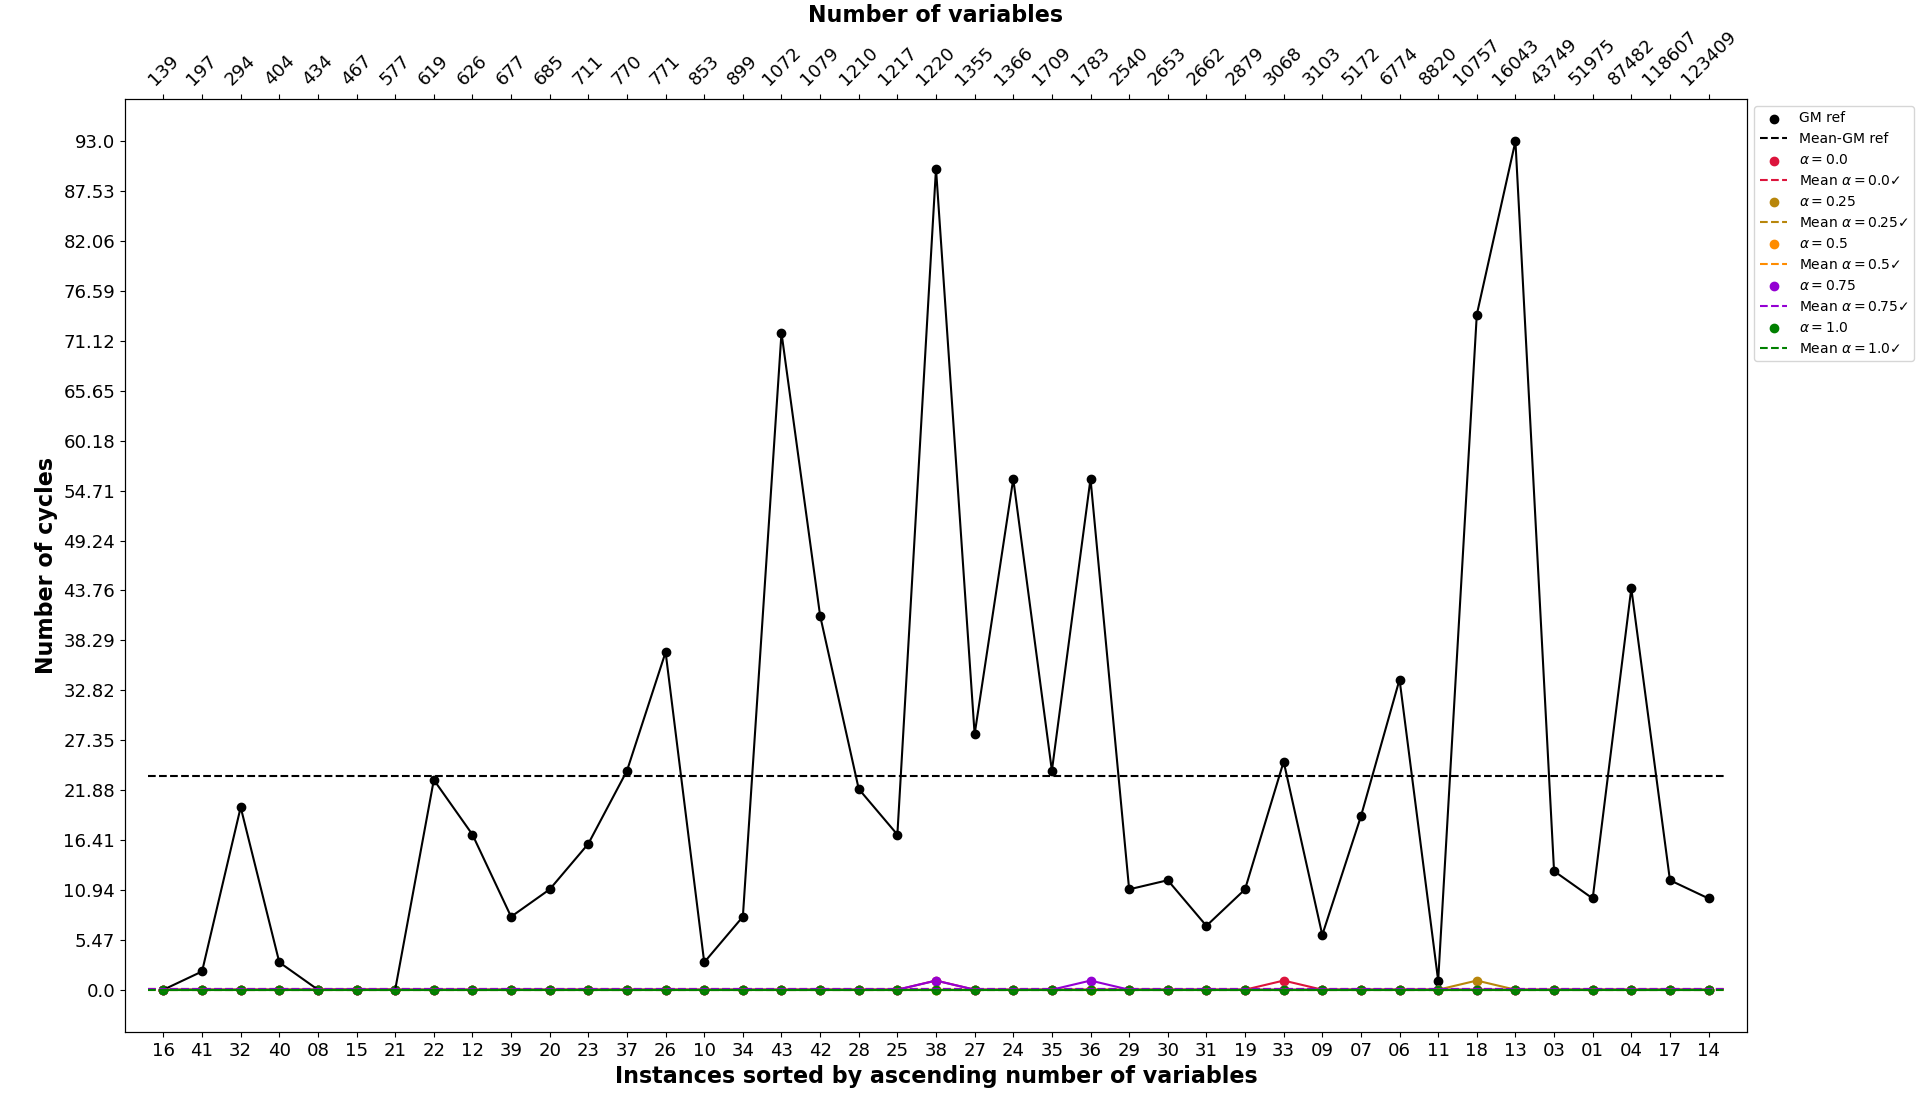 Number of variables
139 197 294 404 434 467 577 619 626 677 685 711 770 771 853 899 1072 1079 1210 1217 1220 1355 1366 1709 1783 2540 2653 2662 2879 3068 3103 5172 6774 8820 10757 16043 43749 51975 87482 118607 123409
93.0
87.53
82.06
76.59
71.12
65.65
60.18
54.71
49.24
43.76
38.29
32.82
27.35
21.88
16.41
10.94
5.47
0.0
Number of cycles
16 41 32 40 08 15 21 22 12 39 20 23 37 26 10 34 43 42 28 25 38 27 24 35 36 29 30 31 19 33 09 07 06 11 18 13 03 01 04 17 14
Instances sorted by ascending number of variables
GM ref
Mean-GM ref
α = 0.0
Mean α = 0.0✓
α = 0.25
Mean α = 0.25✓
α = 0.5
Mean α = 0.5✓
α = 0.75
Mean α = 0.75✓
α = 1.0
Mean α = 1.0✓